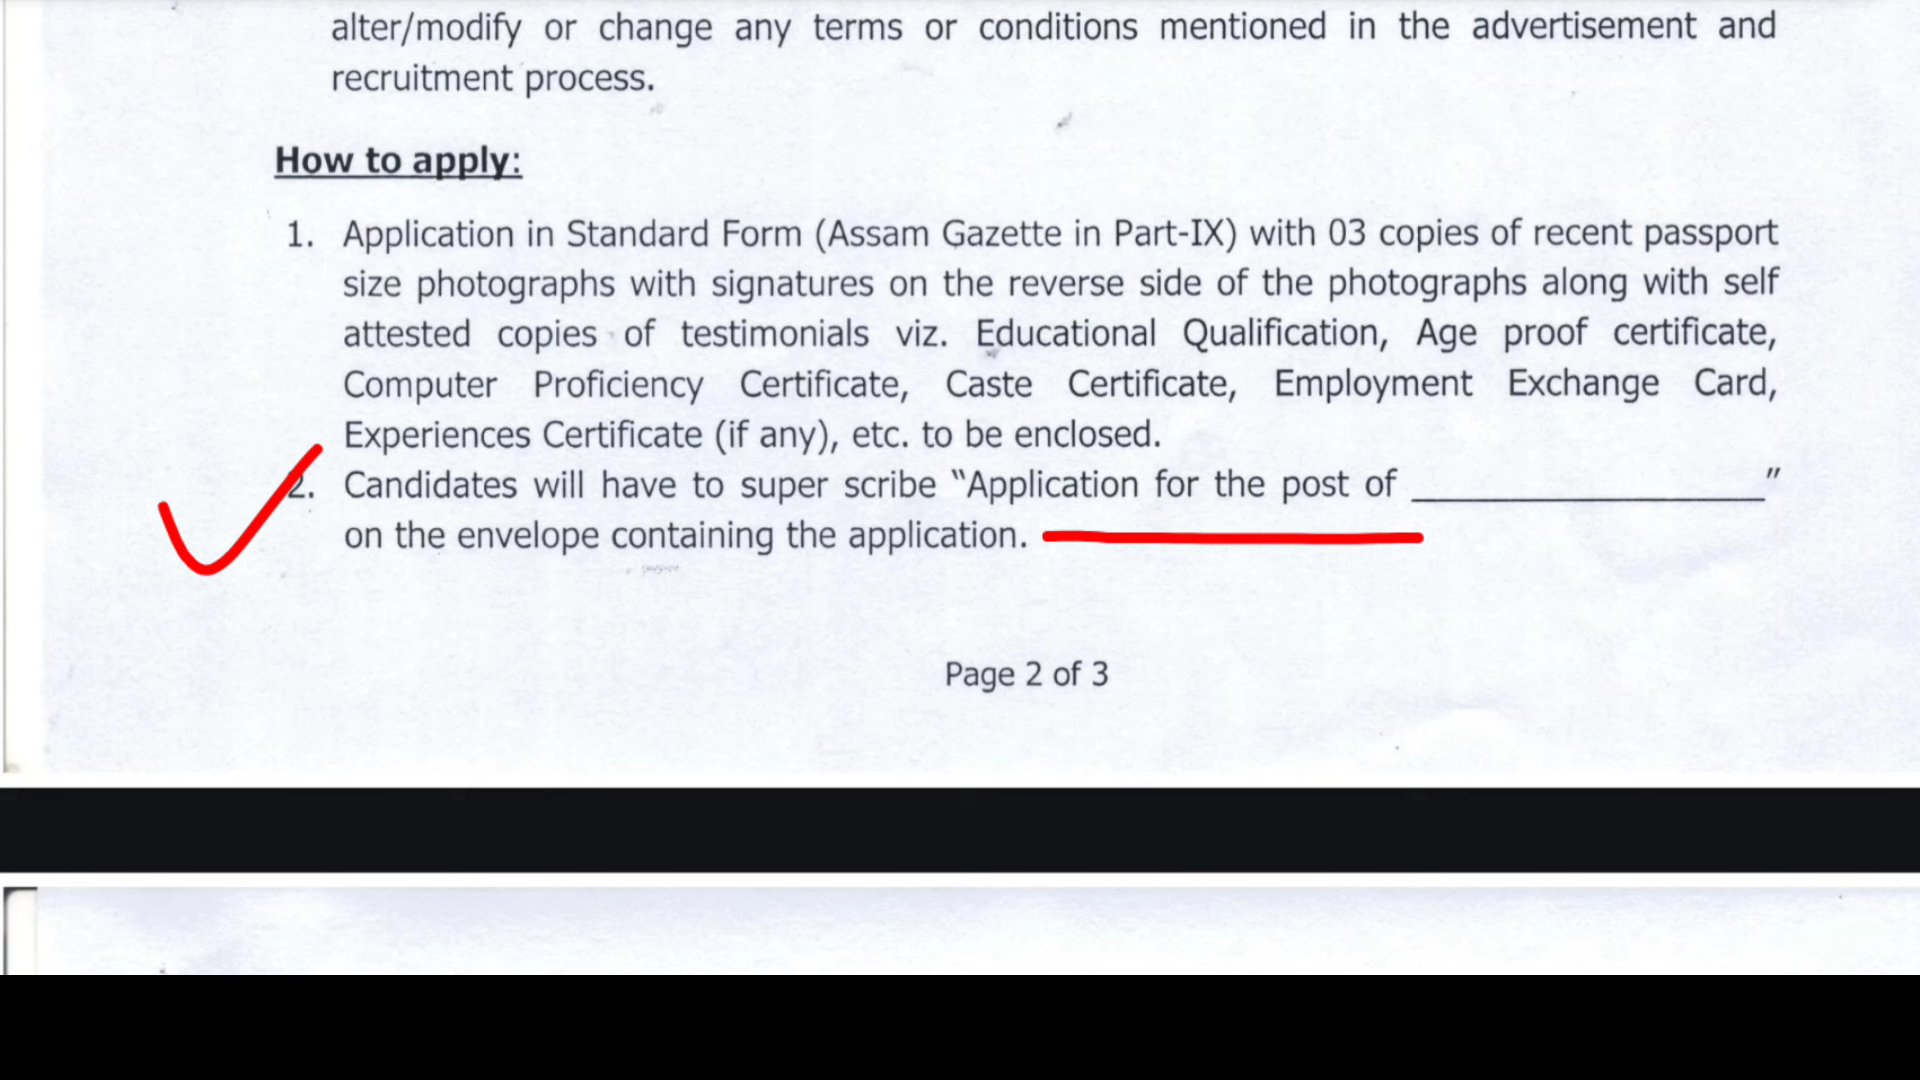 alter/modify or change any terms or conditions mentioned in the advertisement and
recruitment process.
How to apply:
1. Application in Standard Form (Assam Gazette in Part-IX) with 03 copies of recent passport
size photographs with signatures on the reverse side of the photographs along with self
attested copies of testimonials viz. Educational Qualification, Age proof certificate,
Computer Proficiency Certificate, Caste Certificate, Employment Exchange Card,
Experiences Certificate (if any), etc. to be enclosed.
2. Candidates will have to super scribe “Application for the post of ____________________”
on the envelope containing the application.
Page 2 of 3